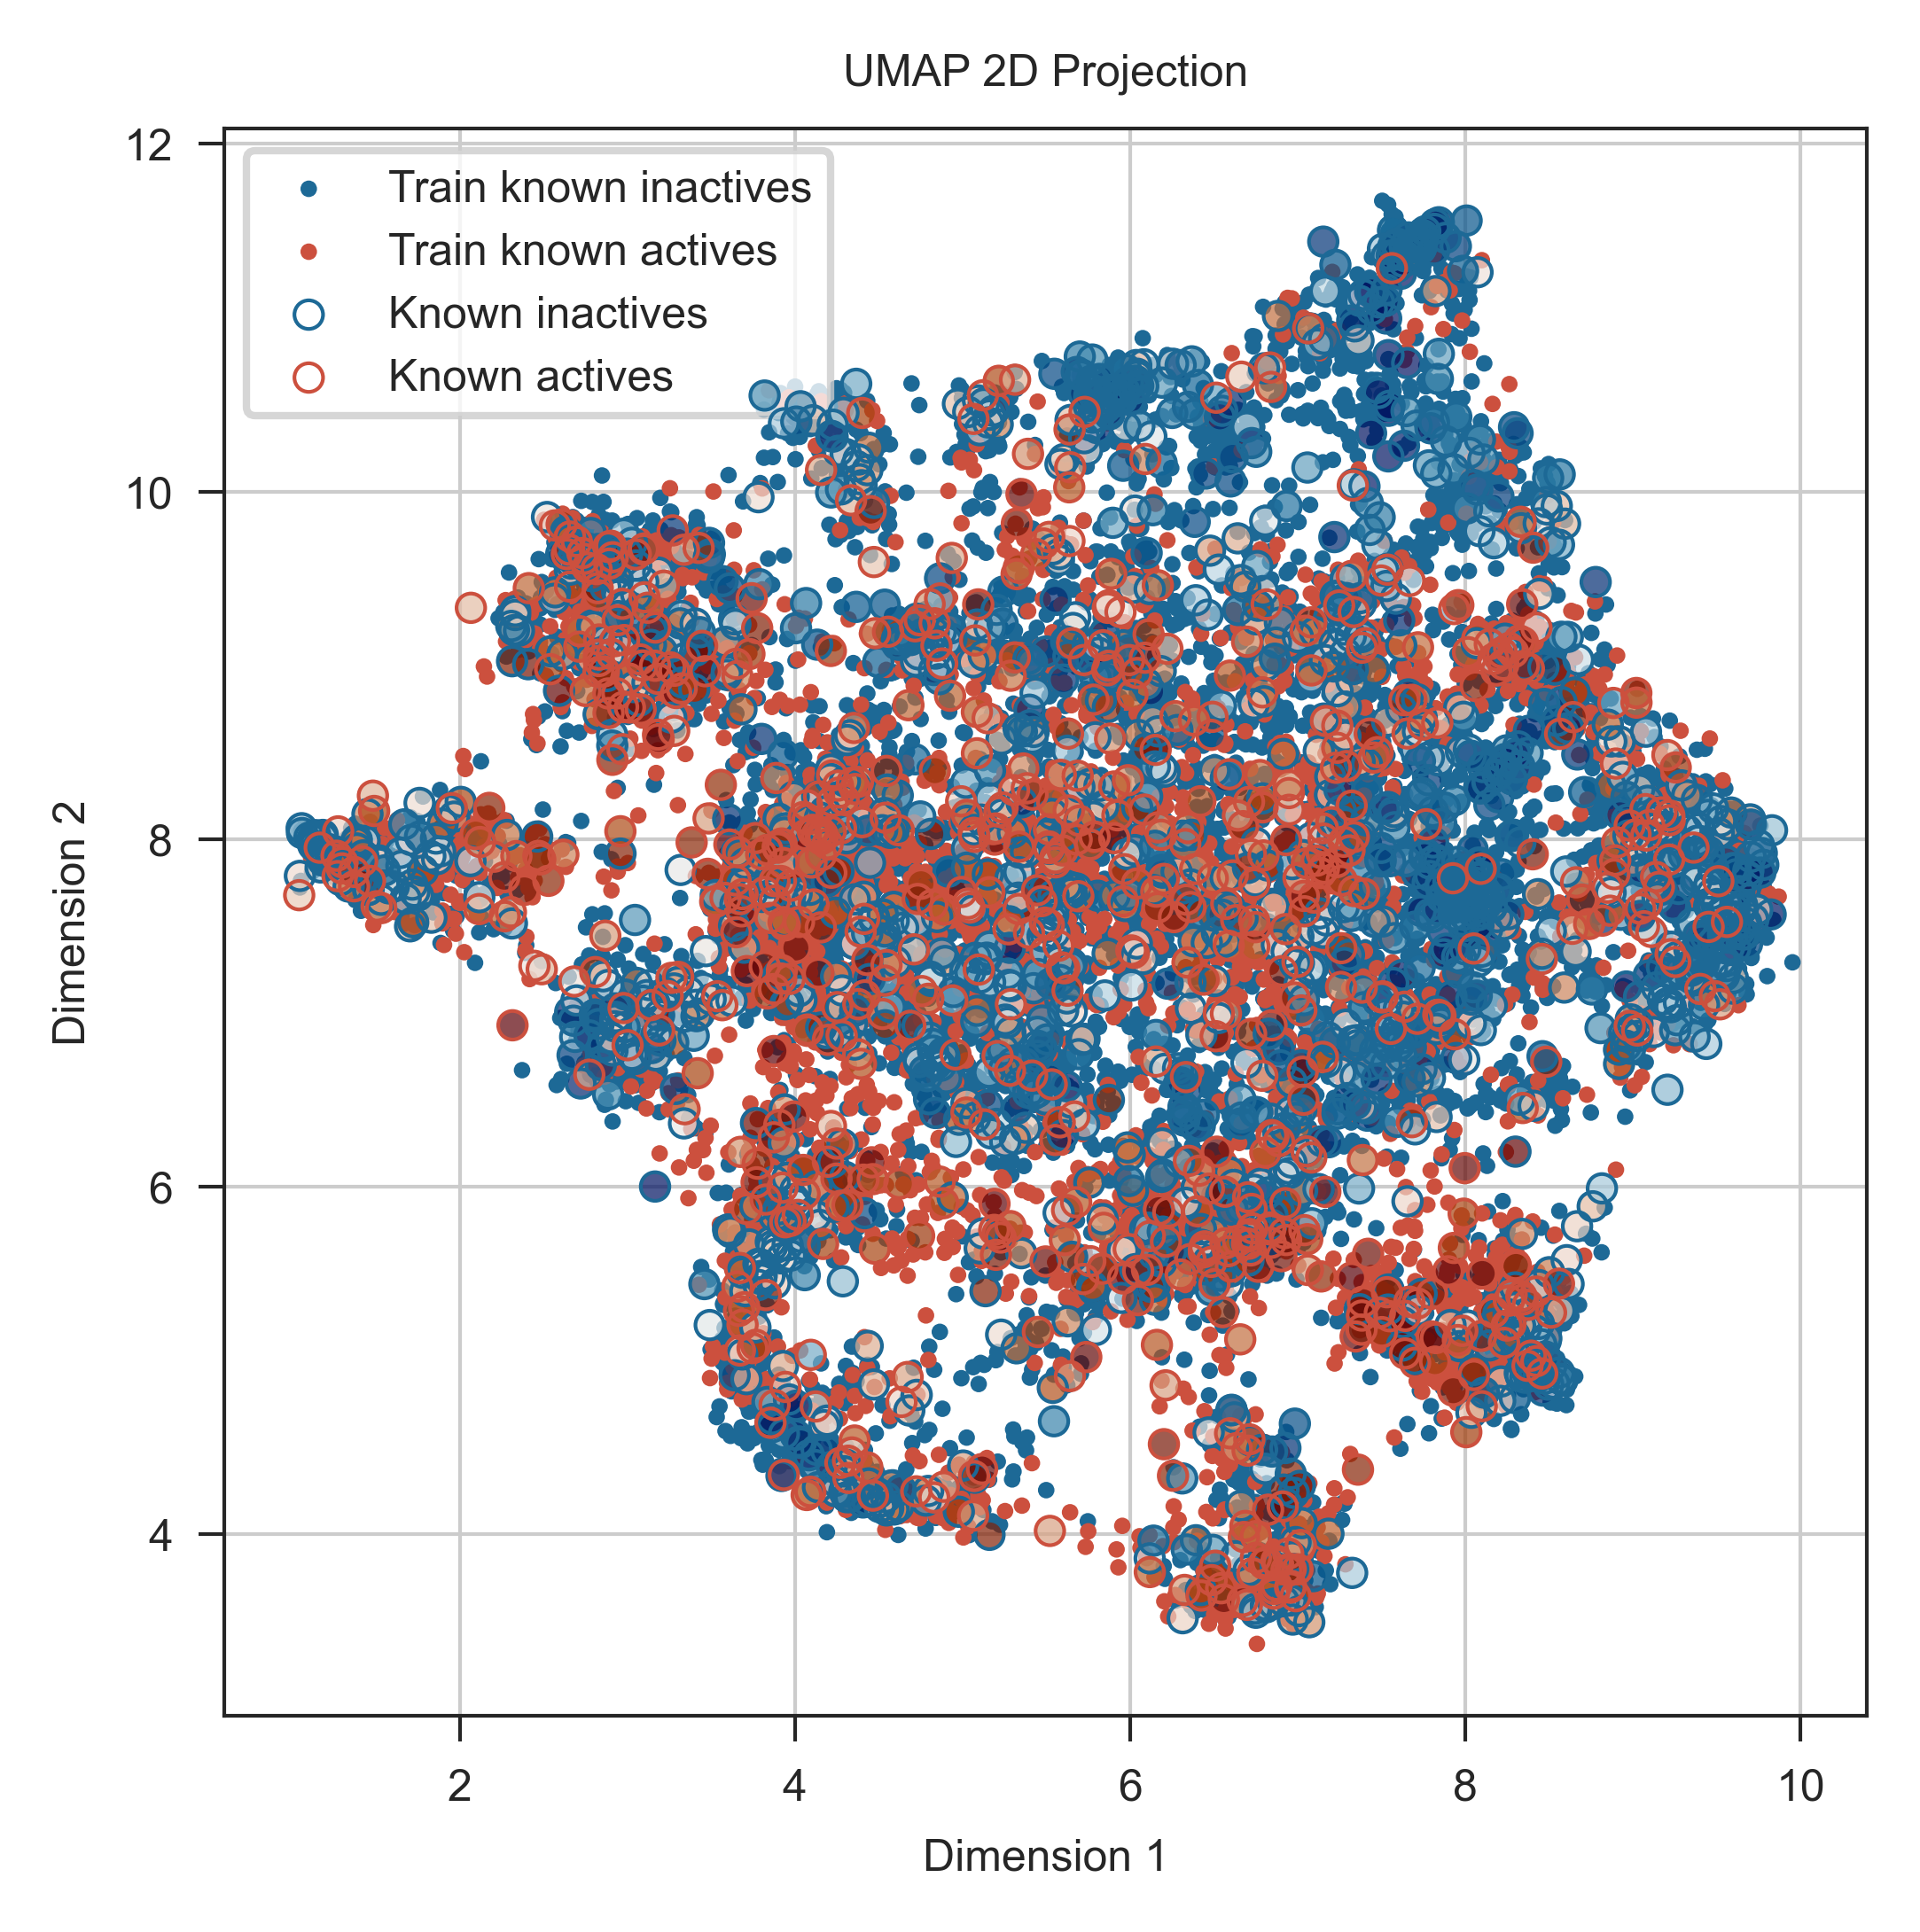 UMAP 2D Projection
12
10
8
6
4
Dimension 2
Train known inactives
Train known actives
Known inactives
Known actives
2
4
6
8
10
Dimension 1